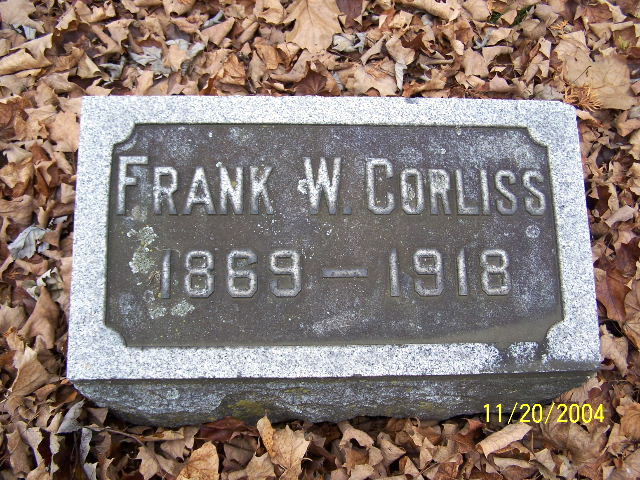 FRANK W. CORLISS
1869 — 1918
11/20/2004